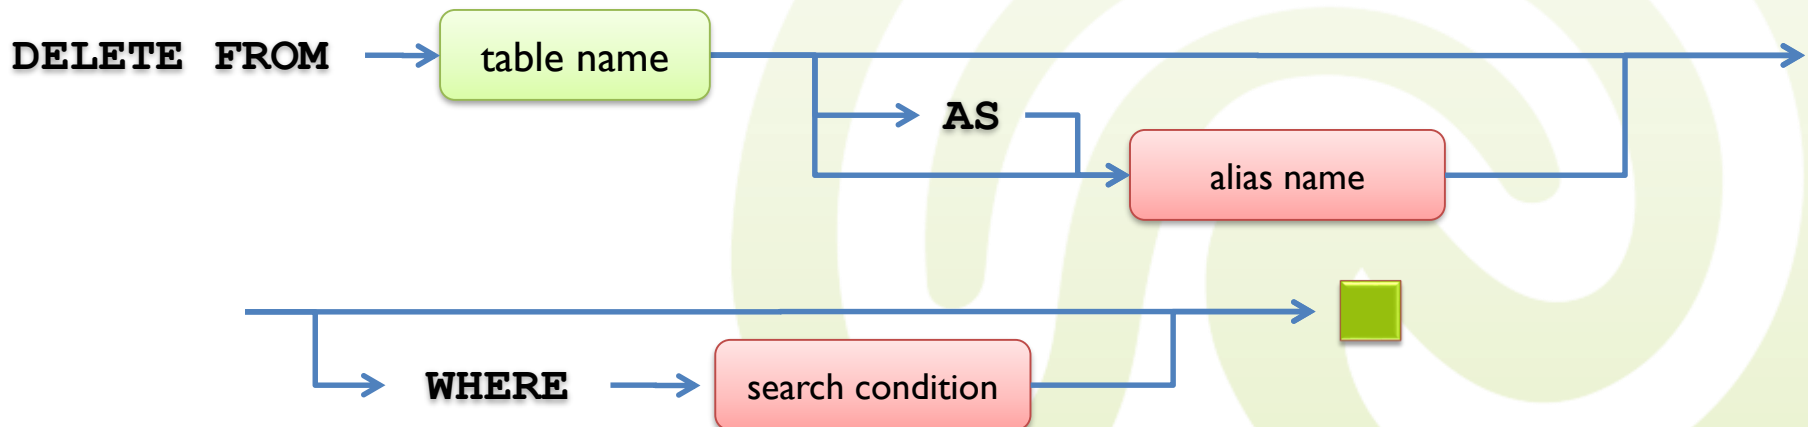 DELETE FROM table name
AS
alias name
WHERE search condition